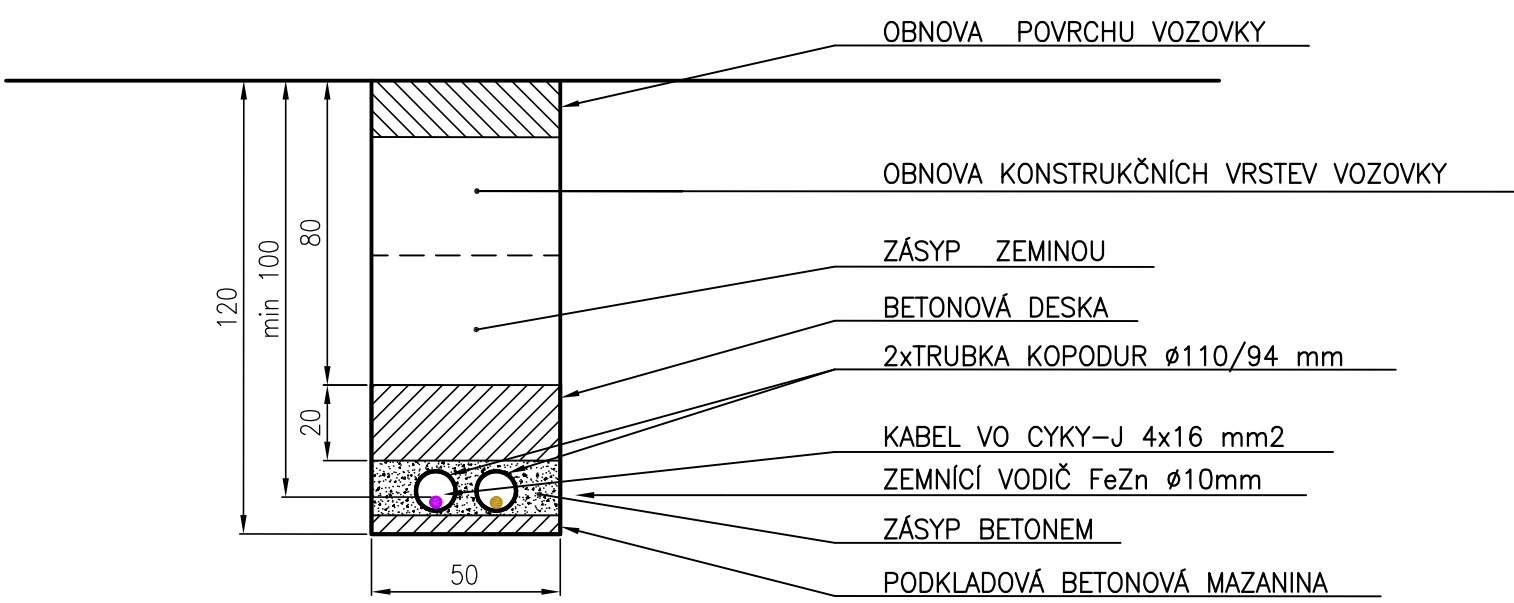 OBNOVA POVRCHU VOZOVKY
OBNOVA KONSTRUKČNÍCH VRSTEV VOZOVKY
ZÁSYP ZEMINOU
BETONOVÁ DESKA
2xTRUBKA KOPODUR ø110/94 mm
KABEL VO CYKY-J 4x16 mm2
ZEMNÍCÍ VODIČ FeZn ø10mm
ZÁSYP BETONEM
PODKLADOVÁ BETONOVÁ MAZANINA
120
min 100
80
20
50